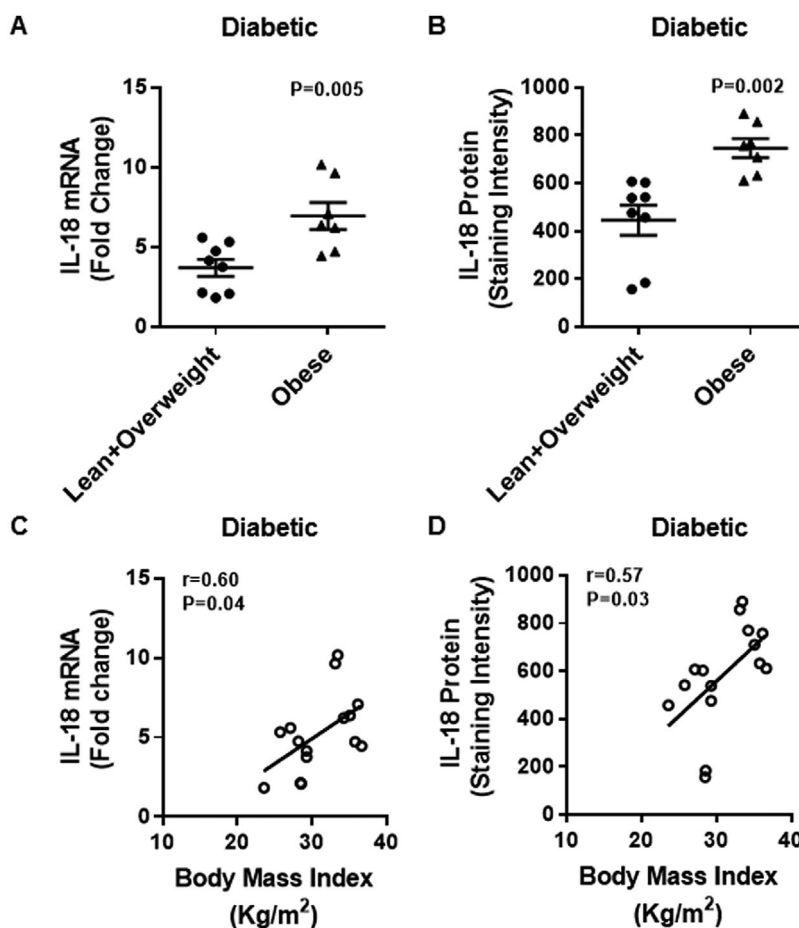 A
Diabetic
IL-18 mRNA
(Fold Change)
15
10
5
0
P=0.005
Lean+Overweight
Obese
B
Diabetic
IL-18 Protein
(Staining Intensity)
1000
800
600
400
200
0
P=0.002
Lean+Overweight
Obese
C
Diabetic
IL-18 mRNA
(Fold change)
15
10
5
0
r=0.60
P=0.04
10 20 30 40
Body Mass Index
(Kg/m²)
D
Diabetic
IL-18 Protein
(Staining Intensity)
1000
800
600
400
200
0
r=0.57
P=0.03
10 20 30 40
Body Mass Index
(Kg/m²)